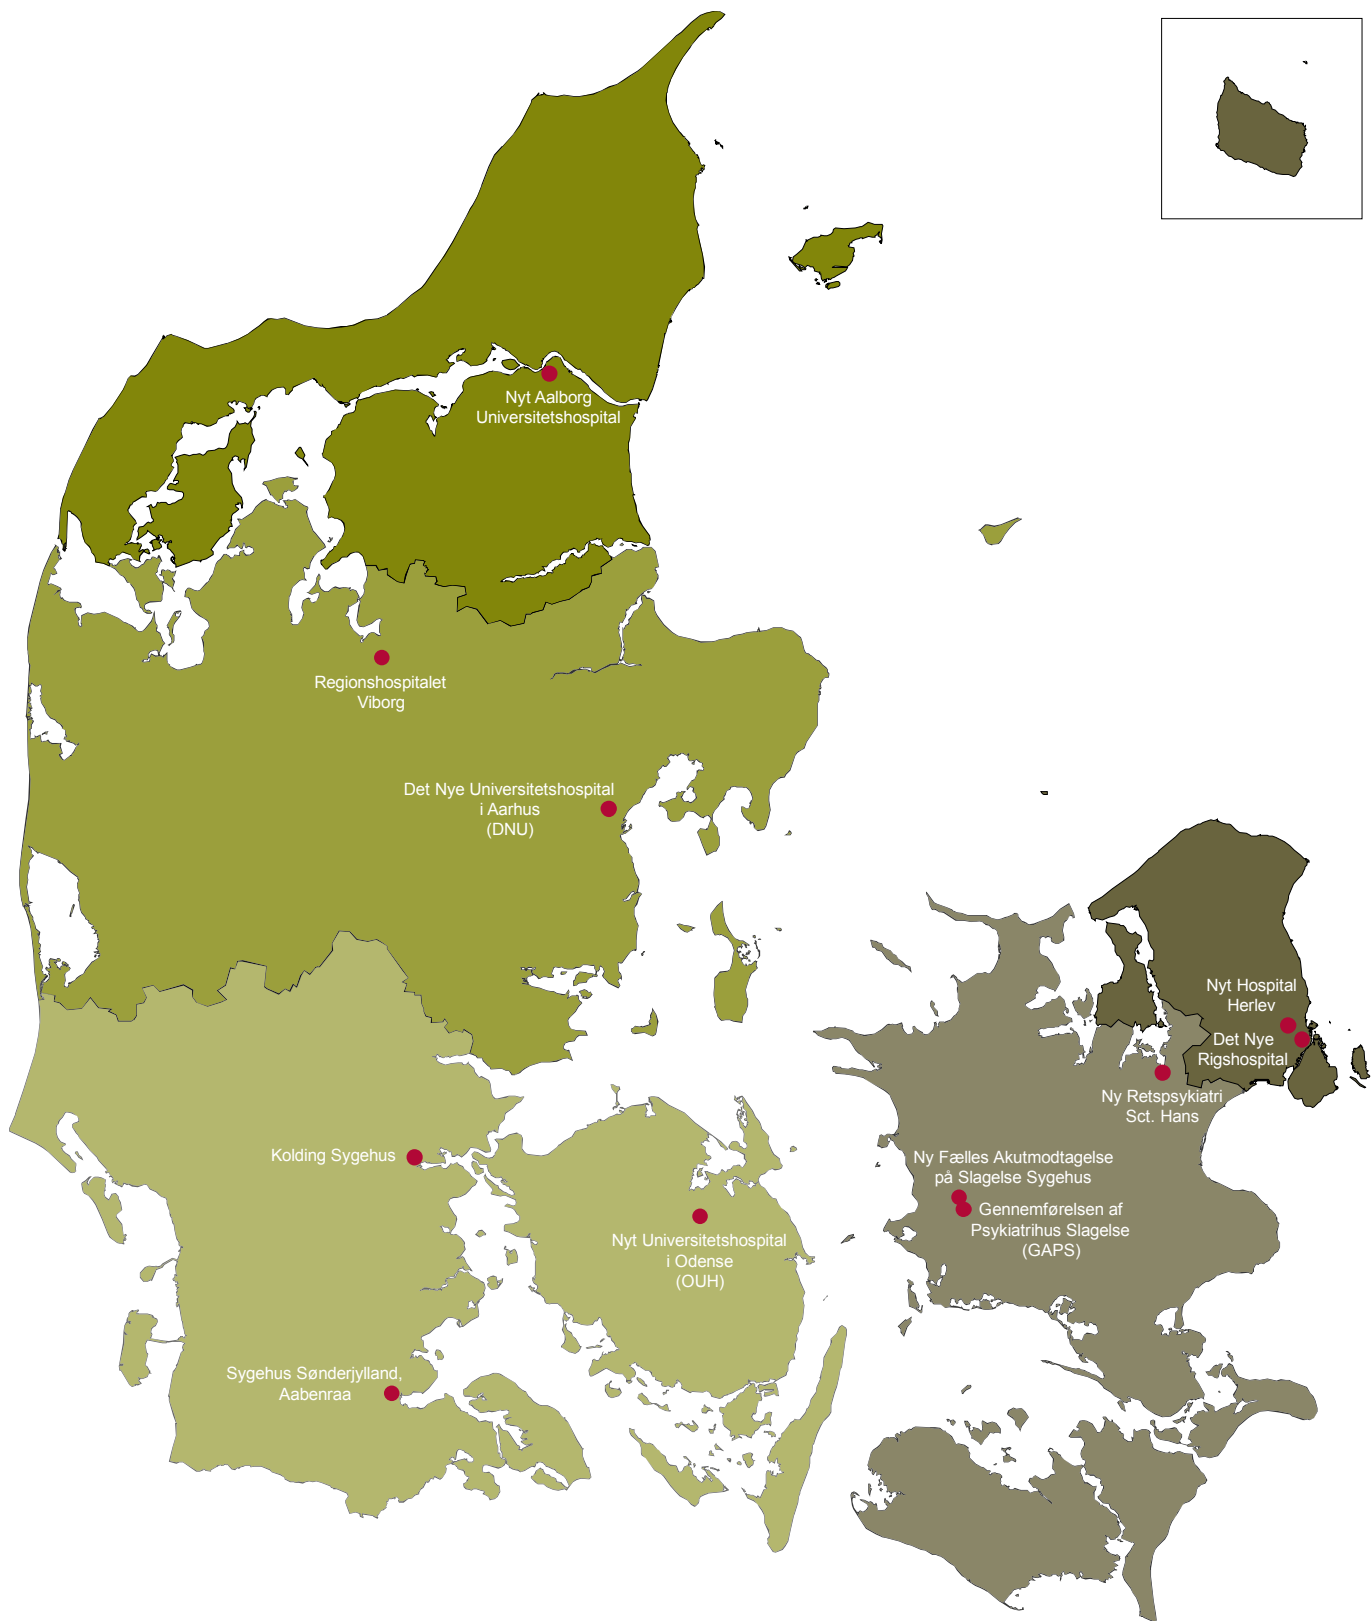 Nyt Aalborg
Universitetshospital
Regionshospitalet
Viborg
Det Nye Universitetshospital
i Aarhus
(DNU)
Nyt Hospital
Herlev
Det Nye
Rigshospital
Ny Retspsykiatri
Sct. Hans
Kolding Sygehus
Ny Fælles Akutmodtagelse
på Slagelse Sygehus
Gennemførelsen af
Psykiatrihus Slagelse
(GAPS)
Nyt Universitetshospital
i Odense
(OUH)
Sygehus Sønderjylland,
Aabenraa